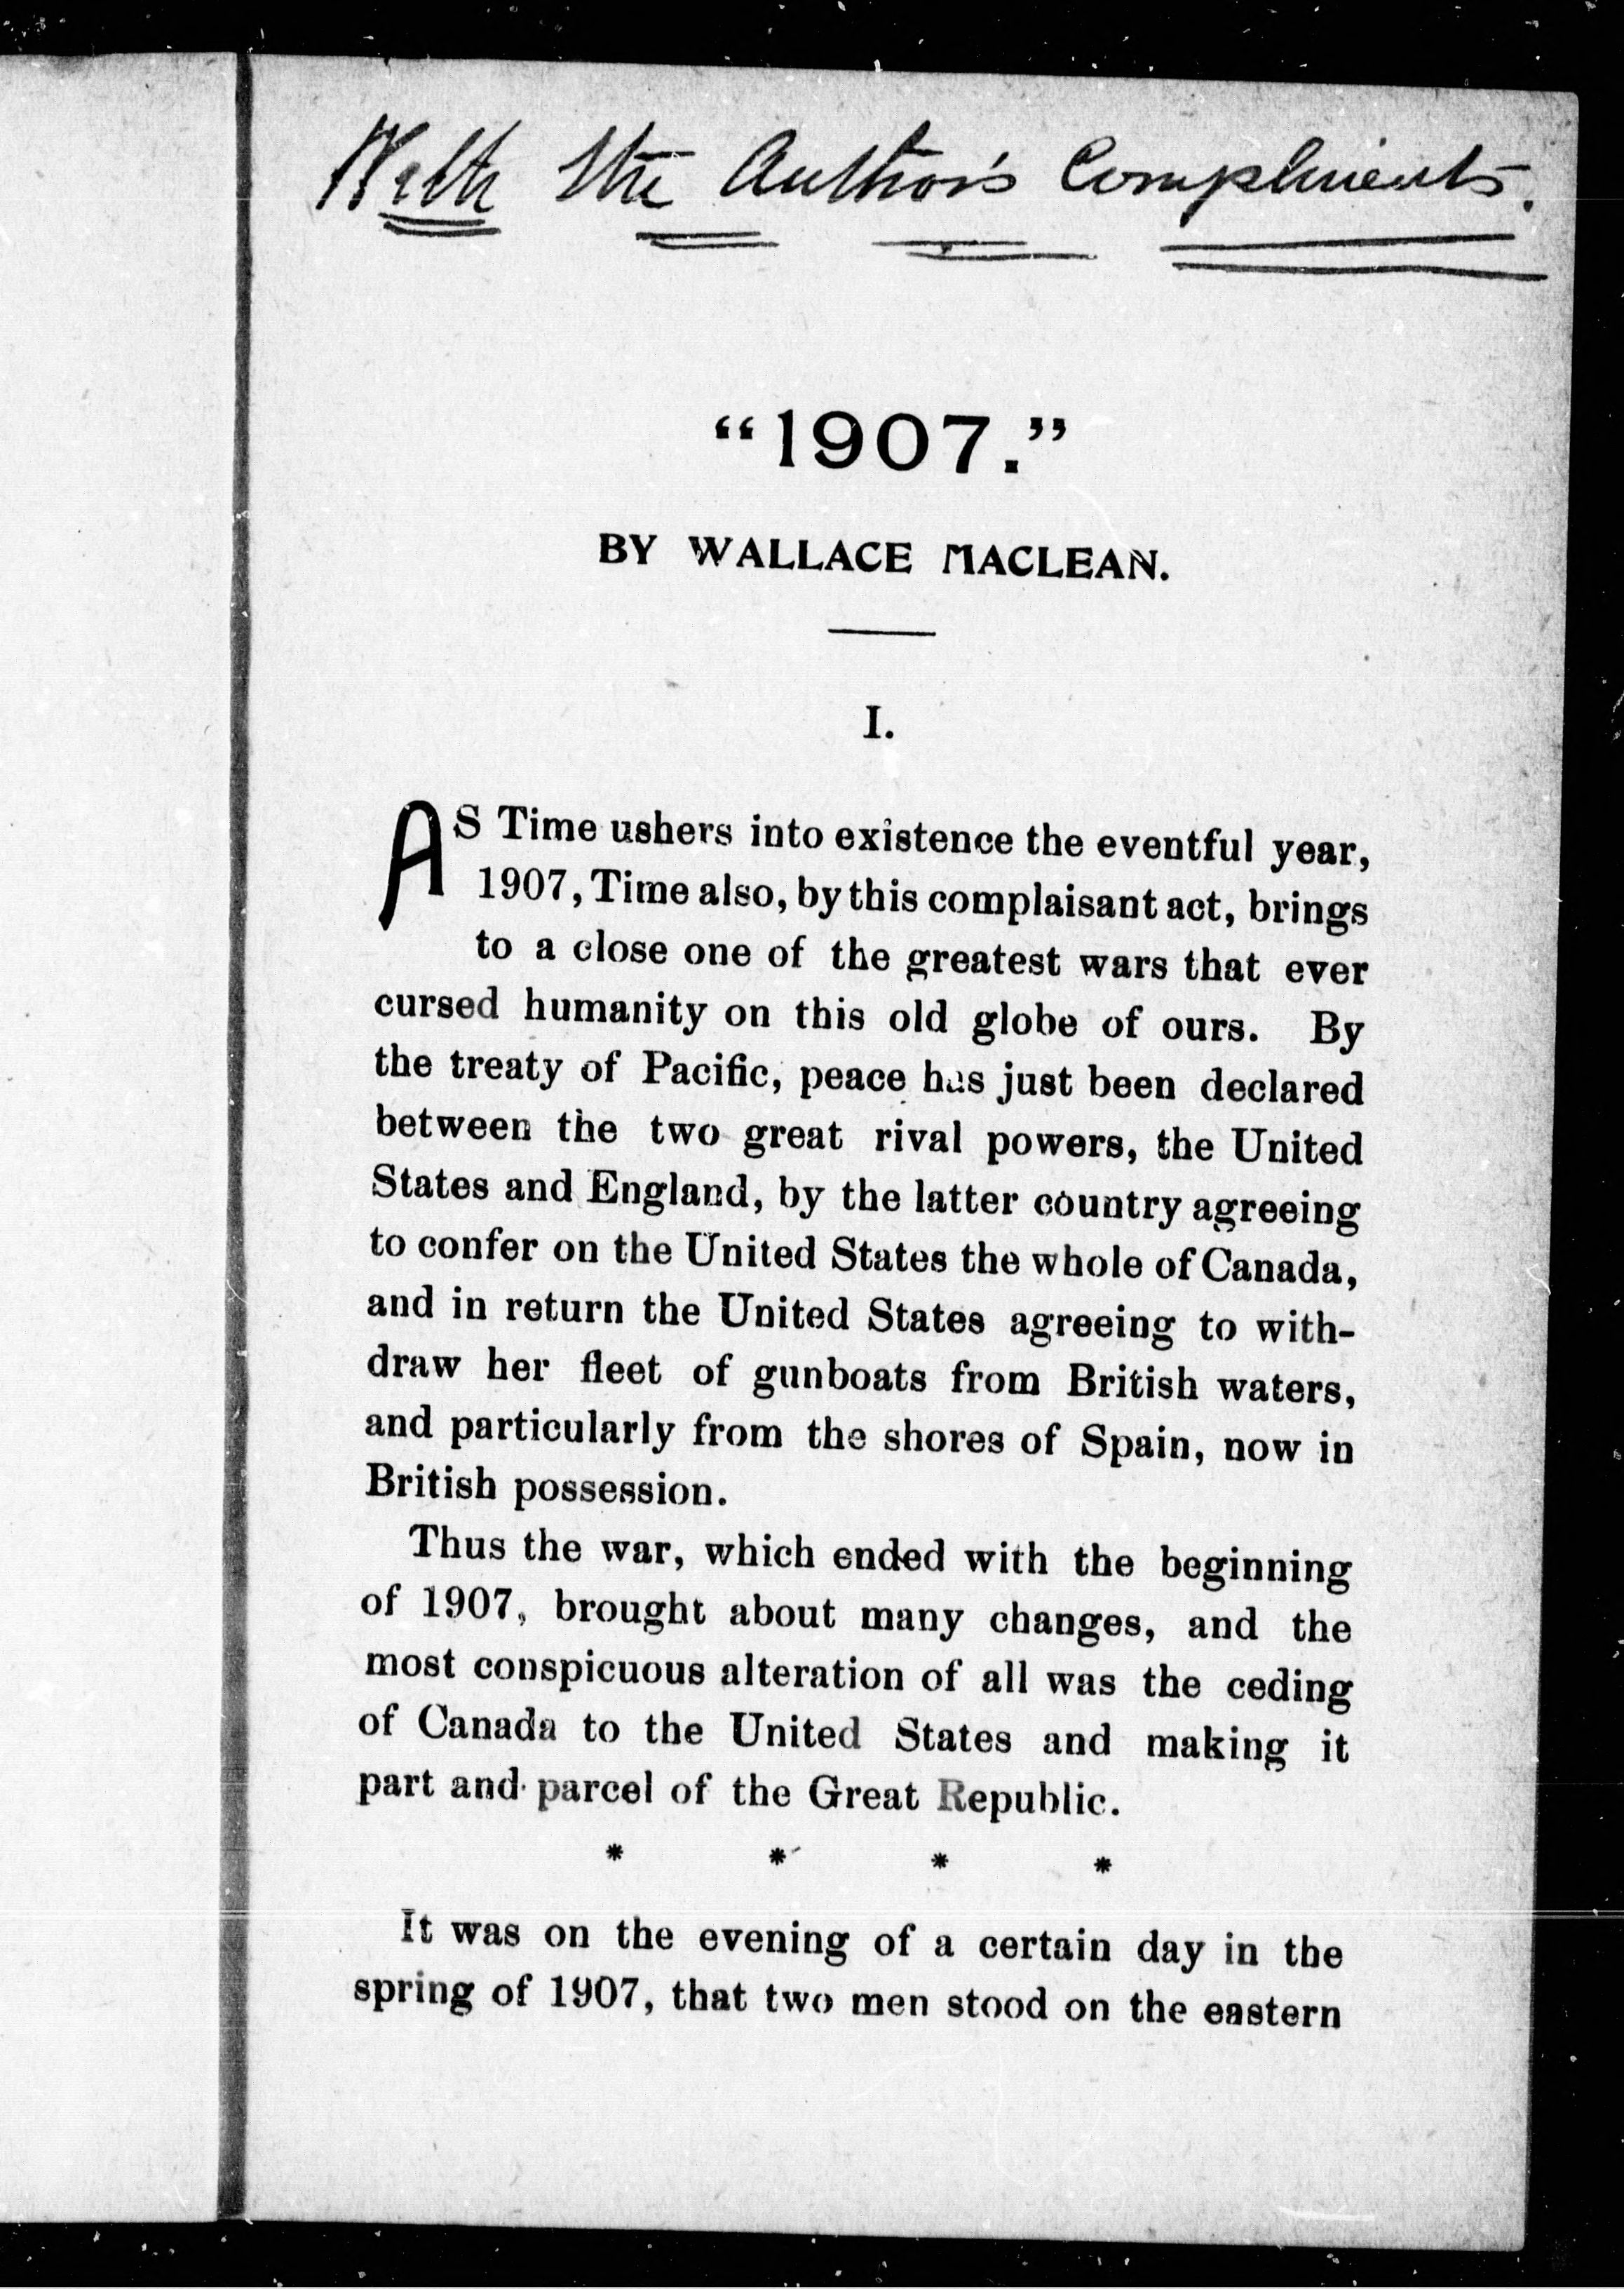 With the Author's Compliments.
“1907.”
BY WALLACE MACLEAN.
I.
AS Time ushers into existence the eventful year,
1907, Time also, by this complaisant act, brings
to a close one of the greatest wars that ever
cursed humanity on this old globe of ours. By
the treaty of Pacific, peace has just been declared
between the two great rival powers, the United
States and England, by the latter country agreeing
to confer on the United States the whole of Canada,
and in return the United States agreeing to with-
draw her fleet of gunboats from British waters,
and particularly from the shores of Spain, now in
British possession.
Thus the war, which ended with the beginning
of 1907, brought about many changes, and the
most conspicuous alteration of all was the ceding
of Canada to the United States and making it
part and parcel of the Great Republic.
* * * *
It was on the evening of a certain day in the
spring of 1907, that two men stood on the eastern